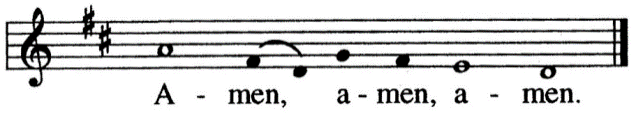 A - men, a - men, a - men.